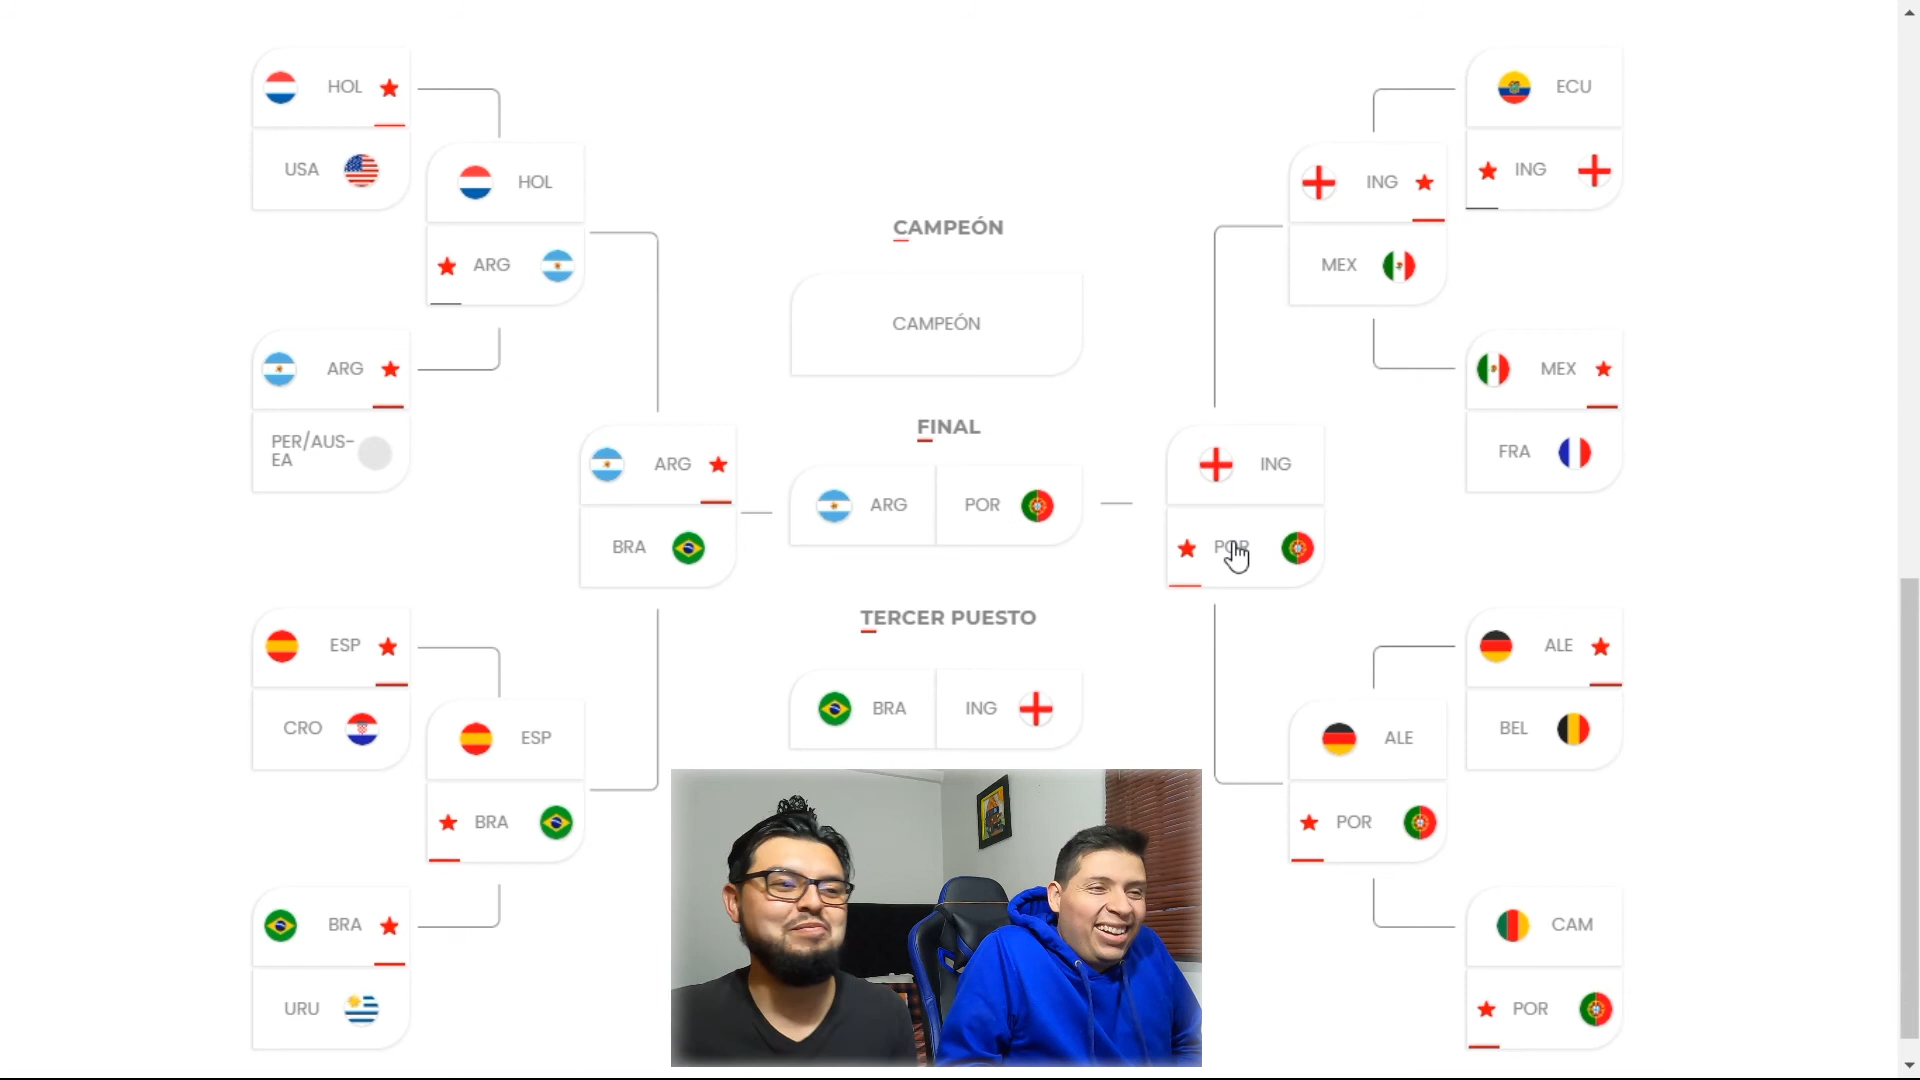 HOL
USA
HOL
ARG
ARG
PER/AUS-
EA
ARG
BRA
ESP
CRO
ESP
BRA
BRA
URU
CAMPEÓN
CAMPEÓN
FINAL
ARG
POR
TERCER PUESTO
BRA
ING
ECU
ING
ING
MEX
MEX
FRA
ING
POR
ALE
BEL
ALE
POR
CAM
POR